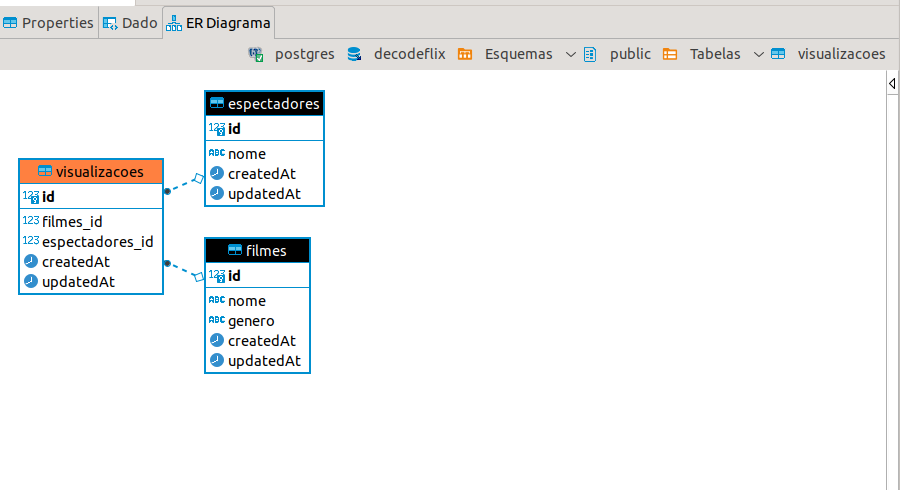 Properties Dado ER Diagrama
postgres decodeflix Esquemas public Tabelas visualizacoes
espectadores
123 id
ABC nome
createdAt
updatedAt
visualizacoes
123 id
123 filmes_id
123 espectadores_id
createdAt
updatedAt
filmes
123 id
ABC nome
ABC genero
createdAt
updatedAt